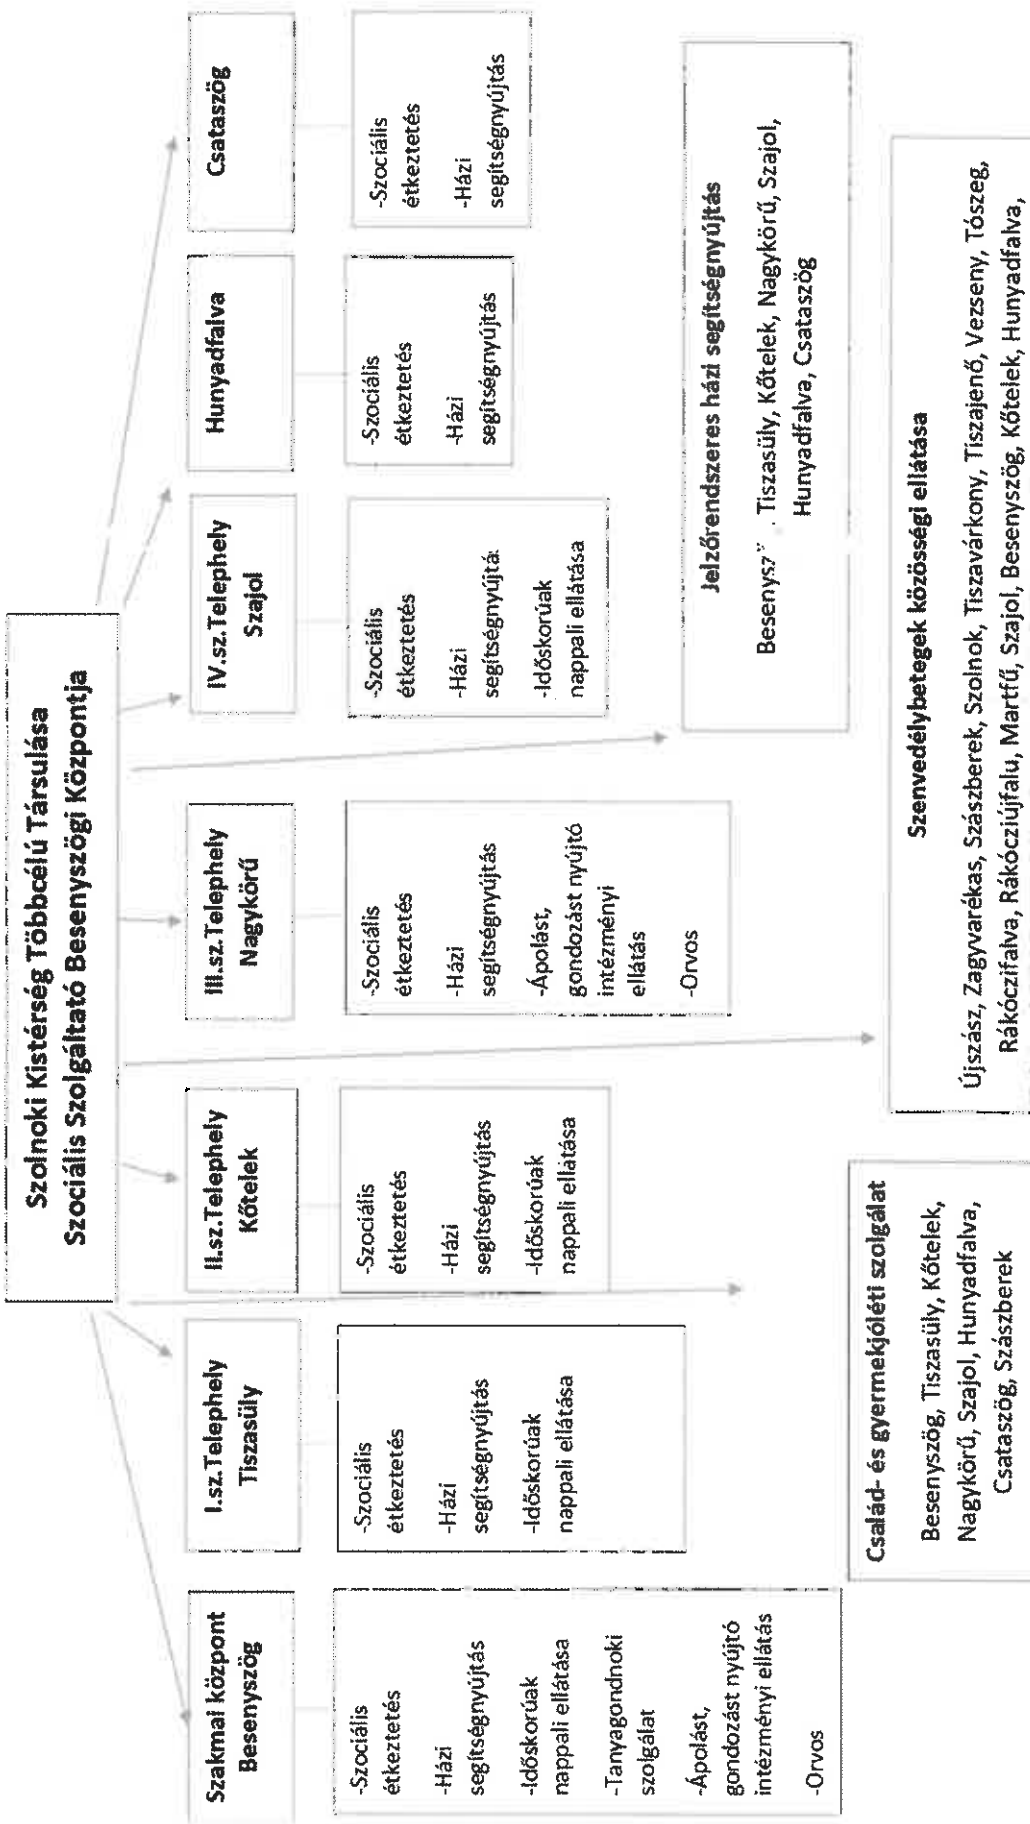 Szolnoki Kistérség Többcélú Társulása
Szociális Szolgáltató Besenyszögi Központja
Szakmai központ
Besenyszög
-Szociális
étkeztetés
-Házi
segítségnyújtás
-Időskorúak
nappali ellátása
-Tanyagondnoki
szolgálat
-Ápolást,
gondozást nyújtó
intézményi ellátás
-Orvos
I.sz.Telephely
Tiszasüly
-Szociális
étkeztetés
-Házi
segítségnyújtás
-Időskorúak
nappali ellátása
II.sz.Telephely
Kőtelek
-Szociális
étkeztetés
-Házi
segítségnyújtás
-Időskorúak
nappali ellátása
III.sz.Telephely
Nagykörű
-Szociális
étkeztetés
-Házi
segítségnyújtás
-Ápolást,
gondozást nyújtó
intézményi
ellátás
-Orvos
IV.sz.Telephely
Szajol
-Szociális
étkeztetés
-Házi
segítségnyújtá
-Időskorúak
nappali ellátása
Hunyadfalva
-Szociális
étkeztetés
-Házi
segítségnyújtás
Csataszög
-Szociális
étkeztetés
-Házi
segítségnyújtás
Család- és gyermekjóléti szolgálat
Besenyszög, Tiszasüly, Kőtelek,
Nagykörű, Szajol, Hunyadfalva,
Csataszög, Szászberek
Jelzőrendszeres házi segítségnyújtás
Tiszasüly, Kőtelek, Nagykörű, Szajol,
Hunyadfalva, Csataszög
Szenvedélybetegek közösségi ellátása
Újszász, Zagyvarékas, Szászberek, Szolnok, Tiszavárkony, Tiszajenő, Vezseny, Tószeg,
Rákóczifalva, Rákócziújfalu, Martfű, Szajol, Besenyszög, Kőtelek, Hunyadfalva,